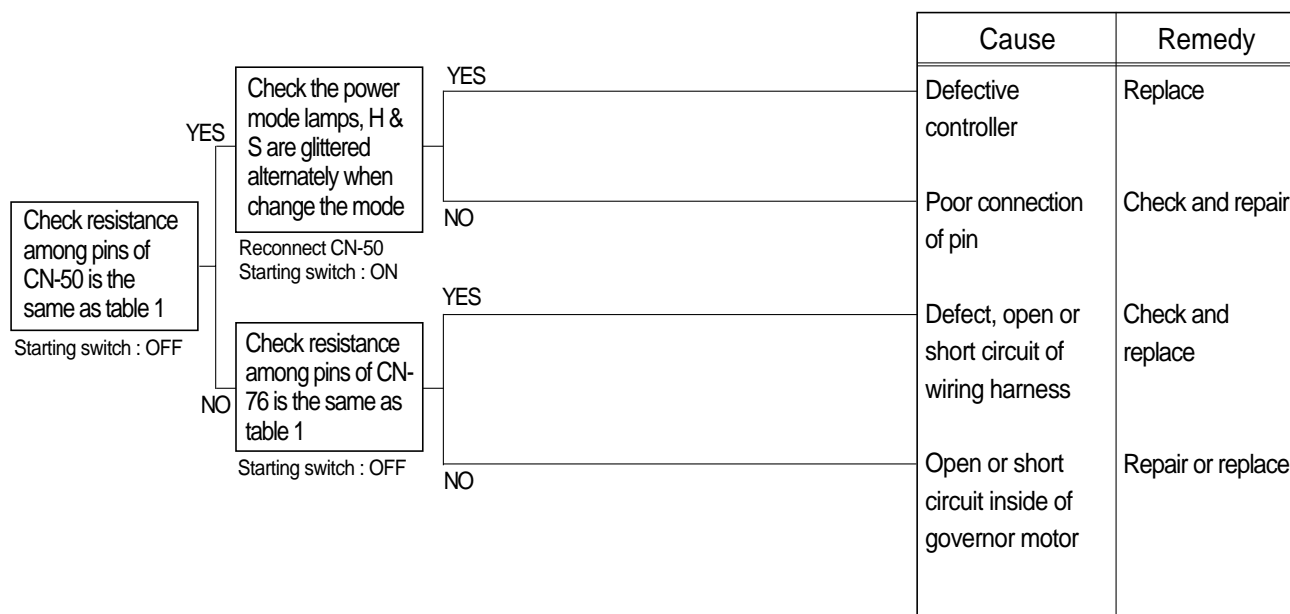 Check resistance
among pins of
CN-50 is the
same as table 1
Starting switch : OFF
YES
Check the power
mode lamps, H &
S are glittered
alternately when
change the mode
Reconnect CN-50
Starting switch : ON
NO
Check resistance
among pins of CN-
76 is the same as
table 1
Starting switch : OFF
YES
NO
YES
NO
Cause
Remedy
Defective
controller
Replace
Poor connection
of pin
Check and repair
Defect, open or
short circuit of
wiring harness
Check and
replace
Open or short
circuit inside of
governor motor
Repair or replace